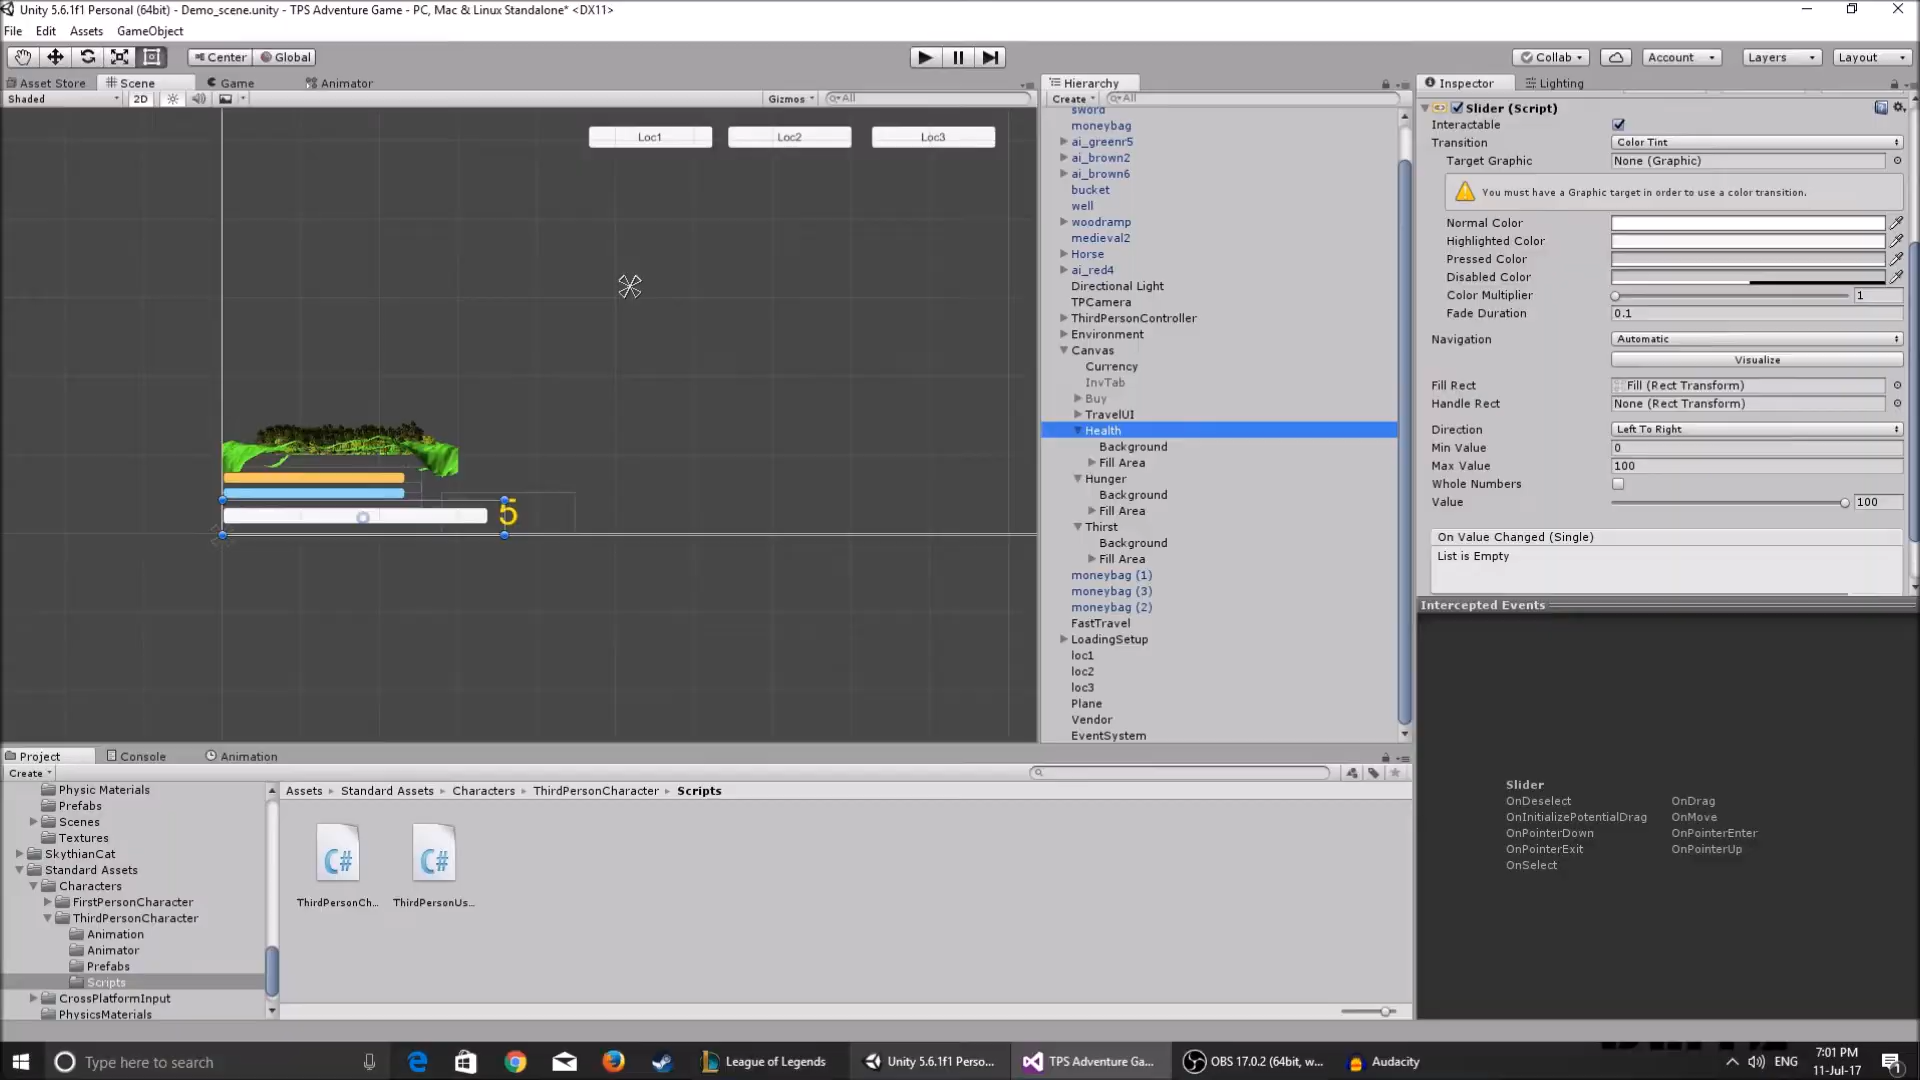 Unity 5.6.1f1 Personal (64bit) - Demo_scene.unity - TPS Adventure Game - PC, Mac & Linux Standalone* <DX11>
File Edit Assets GameObject
Center Global
Collab Account Layers Layout
Asset Store Scene Game Animator
Shaded 2D Gizmos All
Loc1 Loc2 Loc3
5
Hierarchy
Create All
sword
moneybag
ai_greenr5
ai_brown2
ai_brown6
bucket
well
woodramp
medieval2
Horse
ai_red4
Directional Light
TPCamera
ThirdPersonController
Environment
Canvas
Currency
InvTab
Buy
TravelUI
Health
Background
Fill Area
Hunger
Background
Fill Area
Thirst
Background
Fill Area
moneybag (1)
moneybag (3)
moneybag (2)
FastTravel
LoadingSetup
loc1
loc2
loc3
Plane
Vendor
EventSystem
Inspector Lighting
Slider (Script)
Interactable
Transition Color Tint
Target Graphic None (Graphic)
You must have a Graphic target in order to use a color transition.
Normal Color
Highlighted Color
Pressed Color
Disabled Color
Color Multiplier 1
Fade Duration 0.1
Navigation Automatic
Visualize
Fill Rect Fill (Rect Transform)
Handle Rect None (Rect Transform)
Direction Left To Right
Min Value 0
Max Value 100
Whole Numbers
Value 100
On Value Changed (Single)
List is Empty
Intercepted Events
Slider
OnDeselect OnDrag
OnInitializePotentialDrag OnMove
OnPointerDown OnPointerEnter
OnPointerExit OnPointerUp
OnSelect
Project Console Animation
Create
Physic Materials
Prefabs
Scenes
Textures
SkythianCat
Standard Assets
Characters
FirstPersonCharacter
ThirdPersonCharacter
Animation
Animator
Prefabs
Scripts
CrossPlatformInput
PhysicsMaterials
Assets Standard Assets Characters ThirdPersonCharacter Scripts
C# C#
ThirdPersonCh... ThirdPersonUs...
Type here to search
League of Legends
Unity 5.6.1f1 Perso...
TPS Adventure Ga...
OBS 17.0.2 (64bit, w...
Audacity
ENG
7:01 PM
11-Jul-17
1